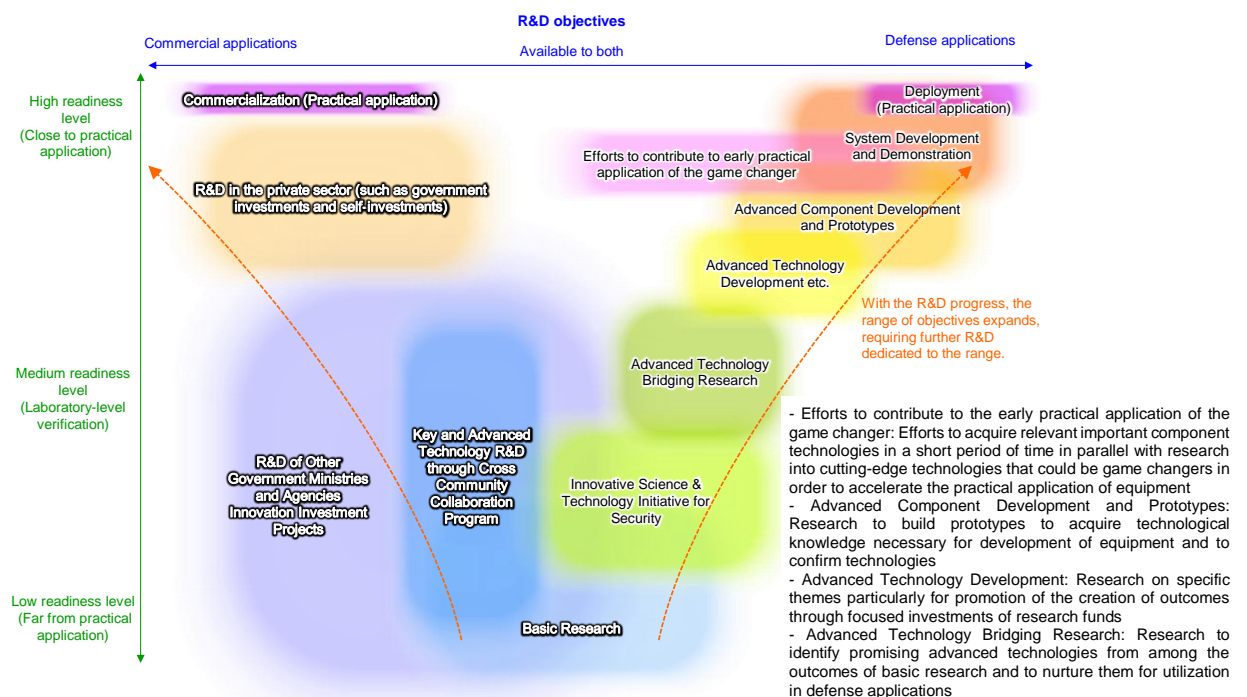 R&D objectives
Commercial applications
Available to both
Defense applications
High readiness
level
(Close to practical
application)
Medium readiness
level
(Laboratory-level
verification)
Low readiness level
(Far from practical
application)
Commercialization (Practical application)
Deployment
(Practical application)
System Development
and Demonstration
Efforts to contribute to early practical
application of the game changer
R&D in the private sector (such as government
investments and self-investments)
Advanced Component Development
and Prototypes
Advanced Technology
Development etc.
With the R&D progress, the
range of objectives expands,
requiring further R&D
dedicated to the range.
Advanced Technology
Bridging Research
R&D of Other
Government Ministries
and Agencies
Innovation Investment
Projects
Key and Advanced
Technology R&D
through Cross
Community
Collaboration
Program
Innovative Science &
Technology Initiative for
Security
Basic Research
- Efforts to contribute to the early practical application of the
game changer: Efforts to acquire relevant important component
technologies in a short period of time in parallel with research
into cutting-edge technologies that could be game changers in
order to accelerate the practical application of equipment
- Advanced Component Development and Prototypes:
Research to build prototypes to acquire technological
knowledge necessary for development of equipment and to
confirm technologies
- Advanced Technology Development: Research on specific
themes particularly for promotion of the creation of outcomes
through focused investments of research funds
- Advanced Technology Bridging Research: Research to
identify promising advanced technologies from among the
outcomes of basic research and to nurture them for utilization
in defense applications